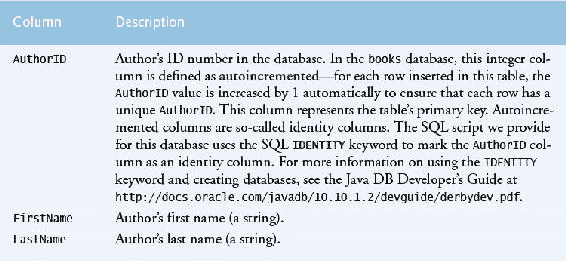 Column Description
AuthorID Author's ID number in the database. In the books database, this integer col-
umn is defined as autoincremented—for each row inserted in this table, the
AuthorID value is increased by 1 automatically to ensure that each row has a
unique AuthorID. This column represents the table's primary key. Autoincre-
mented columns are so-called identity columns. The SQL script we provide
for this database uses the SQL IDENTITY keyword to mark the AuthorID col-
umn as an identity column. For more information on using the IDENTITY
keyword and creating databases, see the Java DB Developer's Guide at
http://docs.oracle.com/javadb/10.10.1.2/devguide/derbydev.pdf.
FirstName Author's first name (a string).
LastName Author's last name (a string).